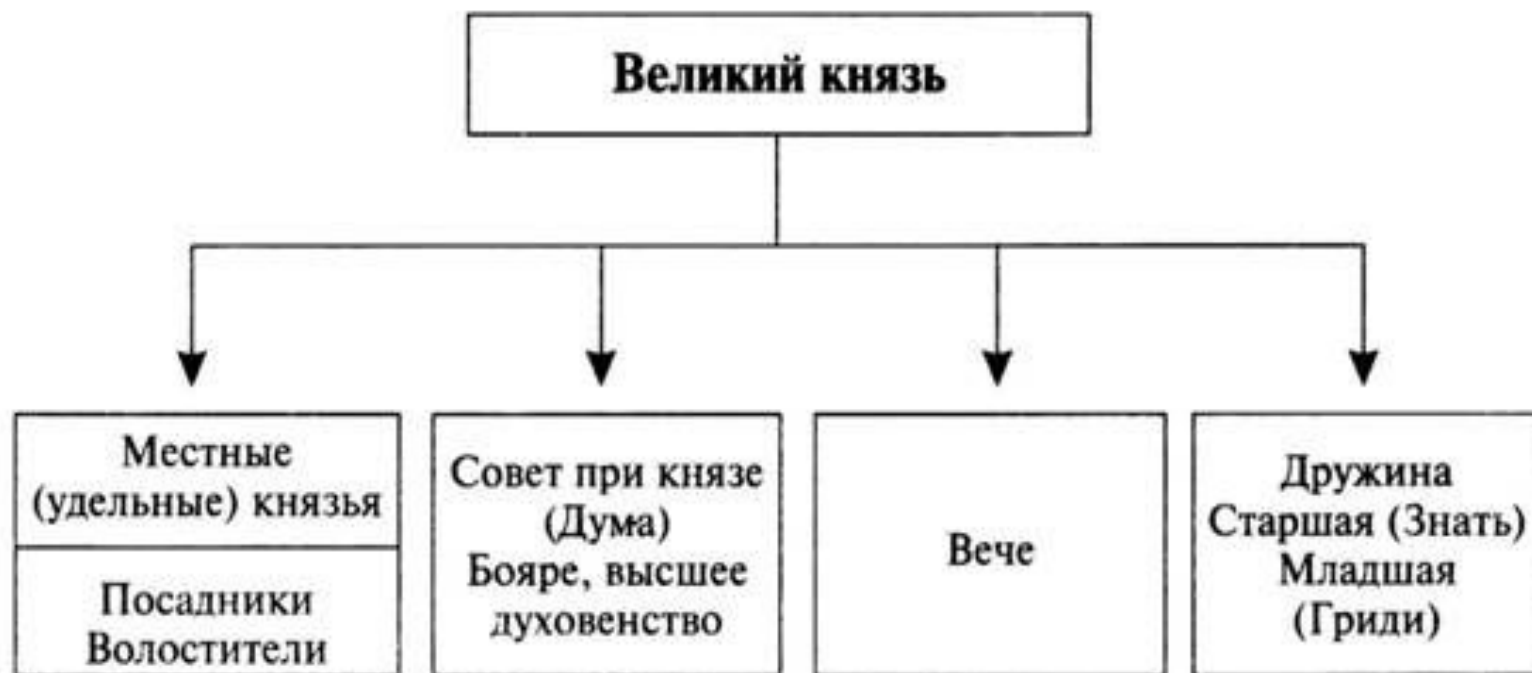 Великий князь
Местные
(удельные) князья
Посадники
Волостители
Совет при князе
(Дума)
Бояре, высшее
духовенство
Вече
Дружина
Старшая (Знать)
Младшая
(Гриди)